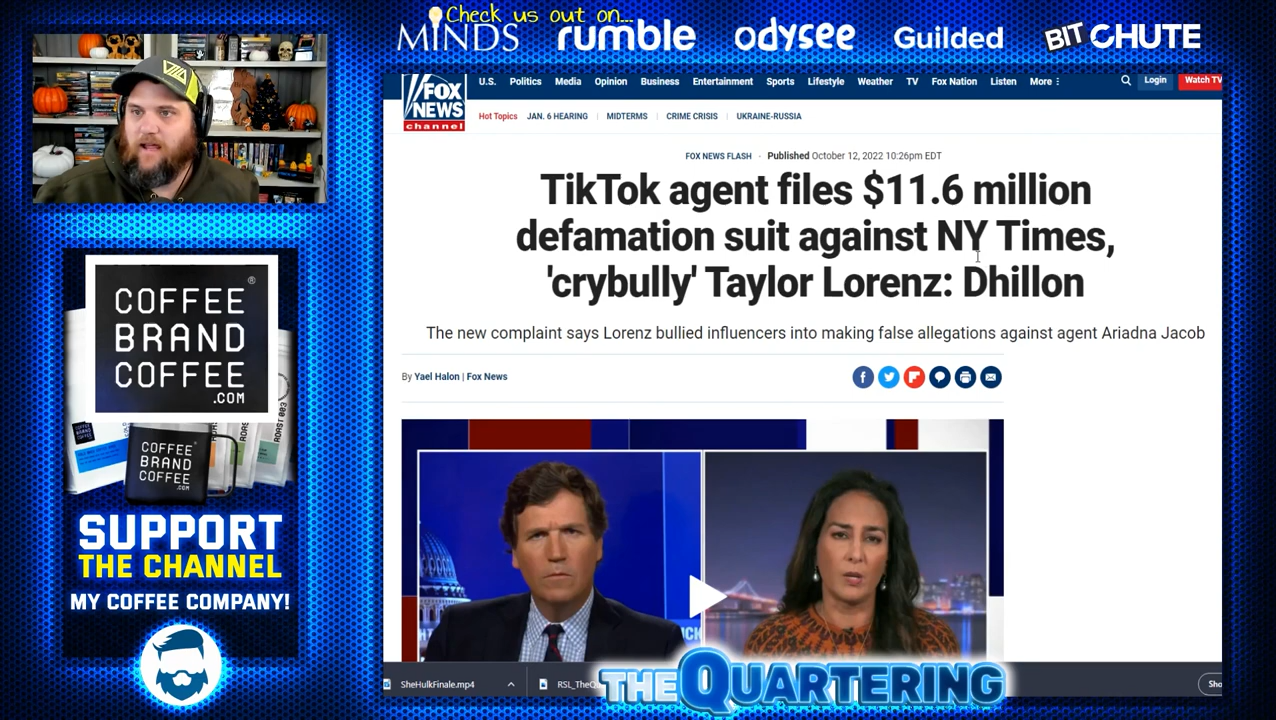 Check us out on...
MINDS
rumble
odysee
Guilded
BITCHUTE
FOX
NEWS
channel
U.S. Politics Media Opinion Business Entertainment Sports Lifestyle Weather TV Fox Nation Listen More
Login
Watch TV
Hot Topics JAN. 6 HEARING MIDTERMS CRIME CRISIS UKRAINE-RUSSIA
FOX NEWS FLASH · Published October 12, 2022 10:26pm EDT
TikTok agent files $11.6 million
defamation suit against NY Times,
'crybully' Taylor Lorenz: Dhillon
The new complaint says Lorenz bullied influencers into making false allegations against agent Ariadna Jacob
By Yael Halon | Fox News
COFFEE®
BRAND
COFFEE
.COM
COFFEE
BRAND
COFFEE
.COM
SUPPORT
THE CHANNEL
MY COFFEE COMPANY!
SheHulkFinale.mp4
THEQUARTERING